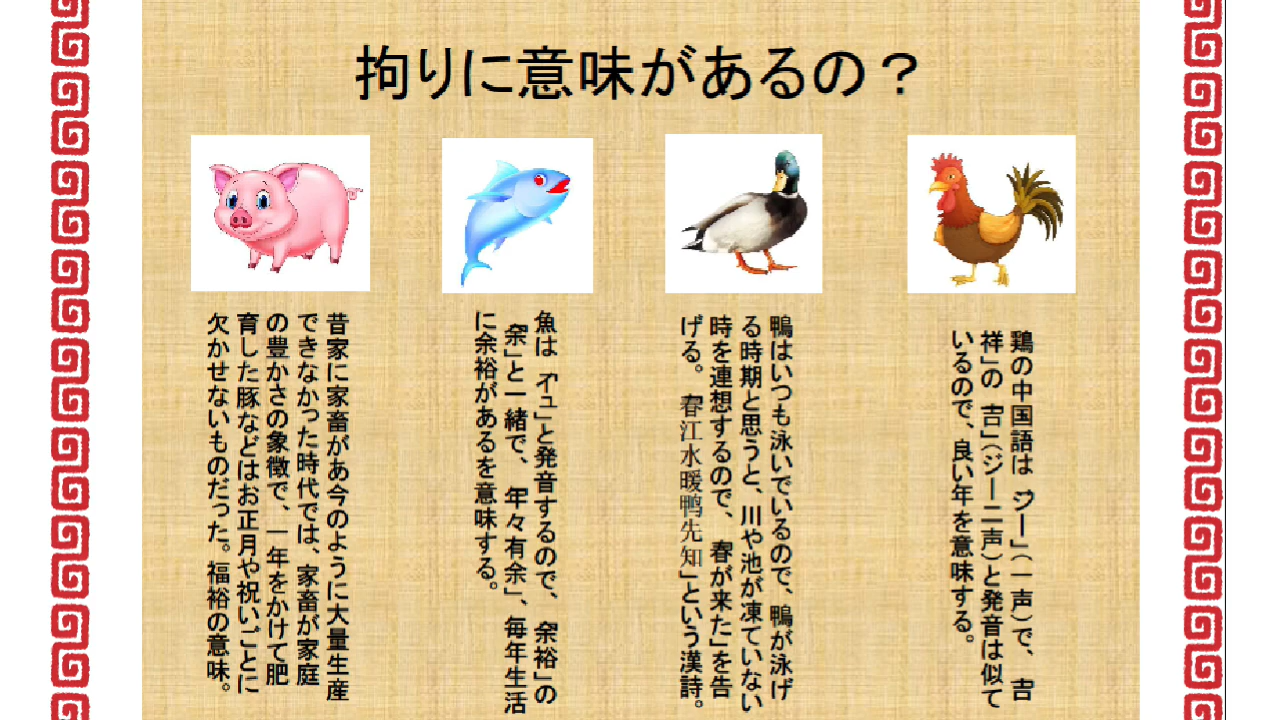 拘りに意味があるの？
鶏の中国語は「ジー」(一声)で、「吉
祥」の「吉」(ジー二声)と発音は似て
いるので、良い年を意味する。
鴨はいつも泳いでいるので、鴨が泳げ
る時期と思うと、川や池が凍ていない
時を連想するので、「春が来た」を告
げる。「春江水暖鸭先知」という漢詩。
魚は「イュ」と発音するので、「余裕」の
「余」と一緒で、「年々有余」、毎年生活
に余裕があるを意味する。
昔家に家畜があ今のように大量生産
できなかった時代では、家畜が家庭
の豊かさの象徴で、一年をかけて肥
育した豚などはお正月や祝いごとに
欠かせないものだった。福裕の意味。